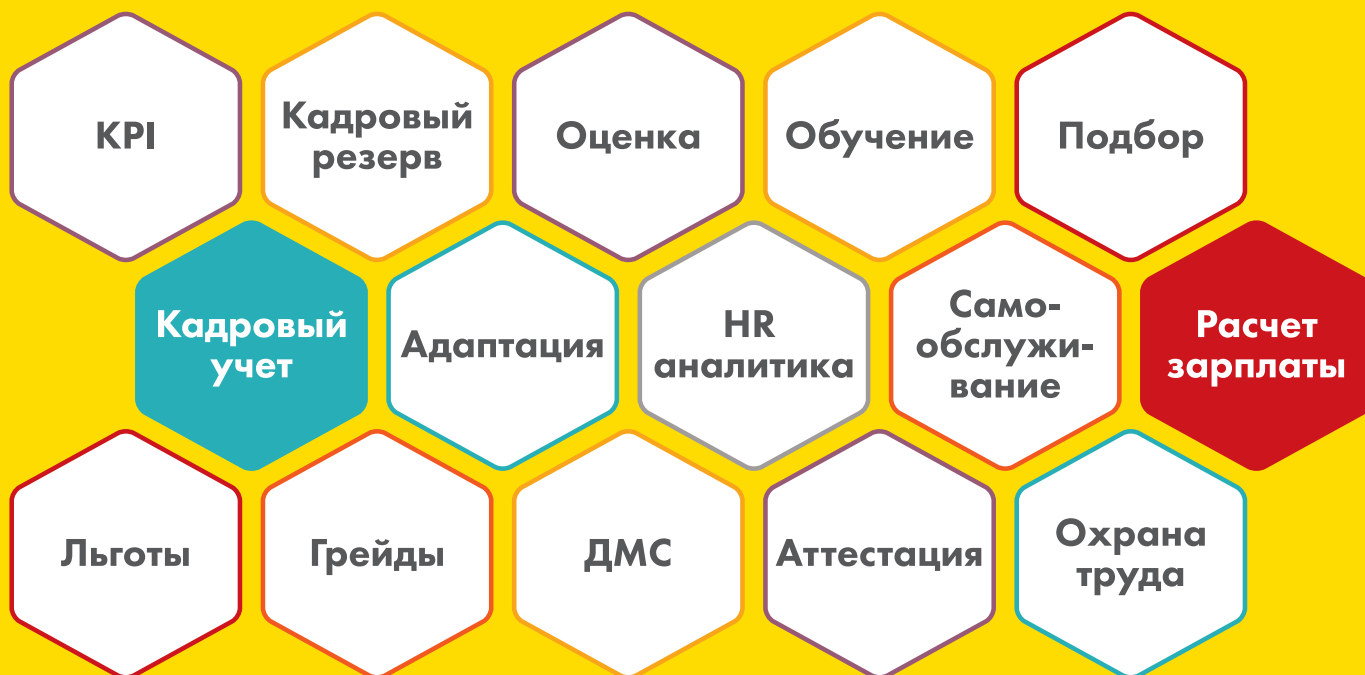 KPI
Кадровый
резерв
Оценка
Обучение
Подбор
Кадровый
учет
Адаптация
HR
аналитика
Само-
обслужи-
вание
Расчет
зарплаты
Льготы
Грейды
ДМС
Аттестация
Охрана
труда